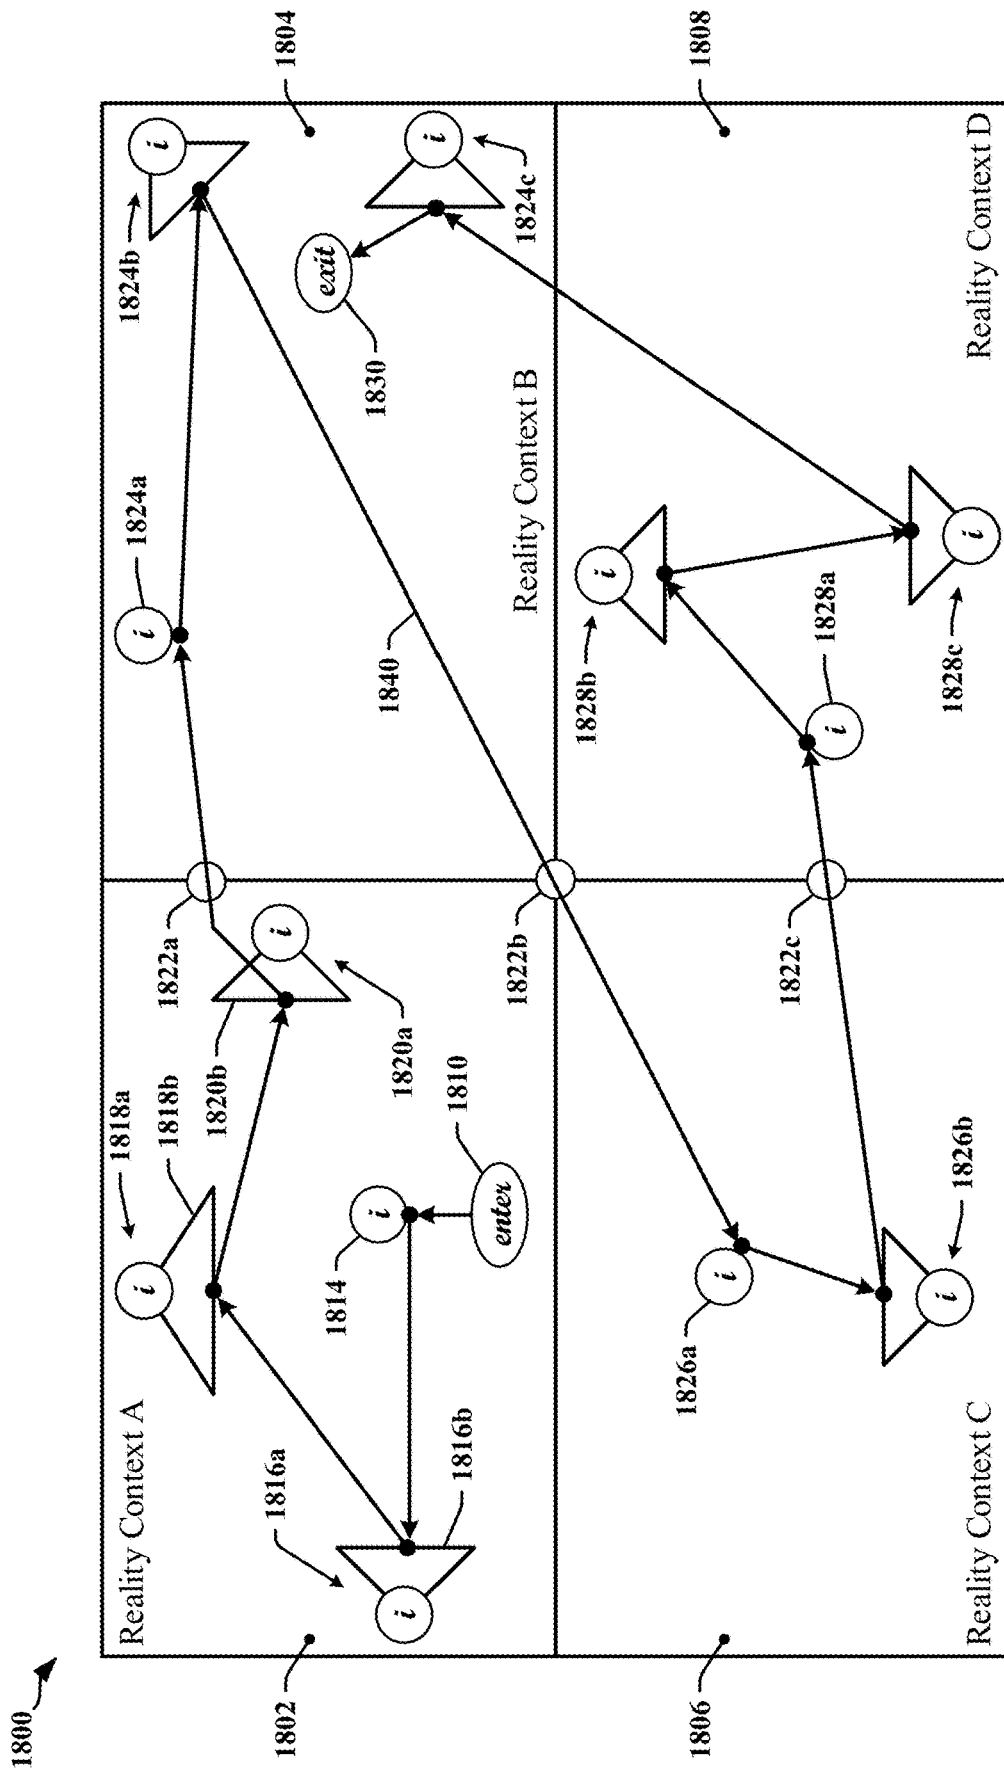 1800
1802
1804
Reality Context A
1818a
1818b
1820b
1822a
1824a
1824b
i
i
i
i
1816a
i
1816b
1814
i
1820a
i
1810
enter
1840
1830
exit
1824c
i
Reality Context B
1822b
1806
1808
1826a
i
1826b
i
1822c
1828b
i
1828a
i
1828c
i
Reality Context C
Reality Context D